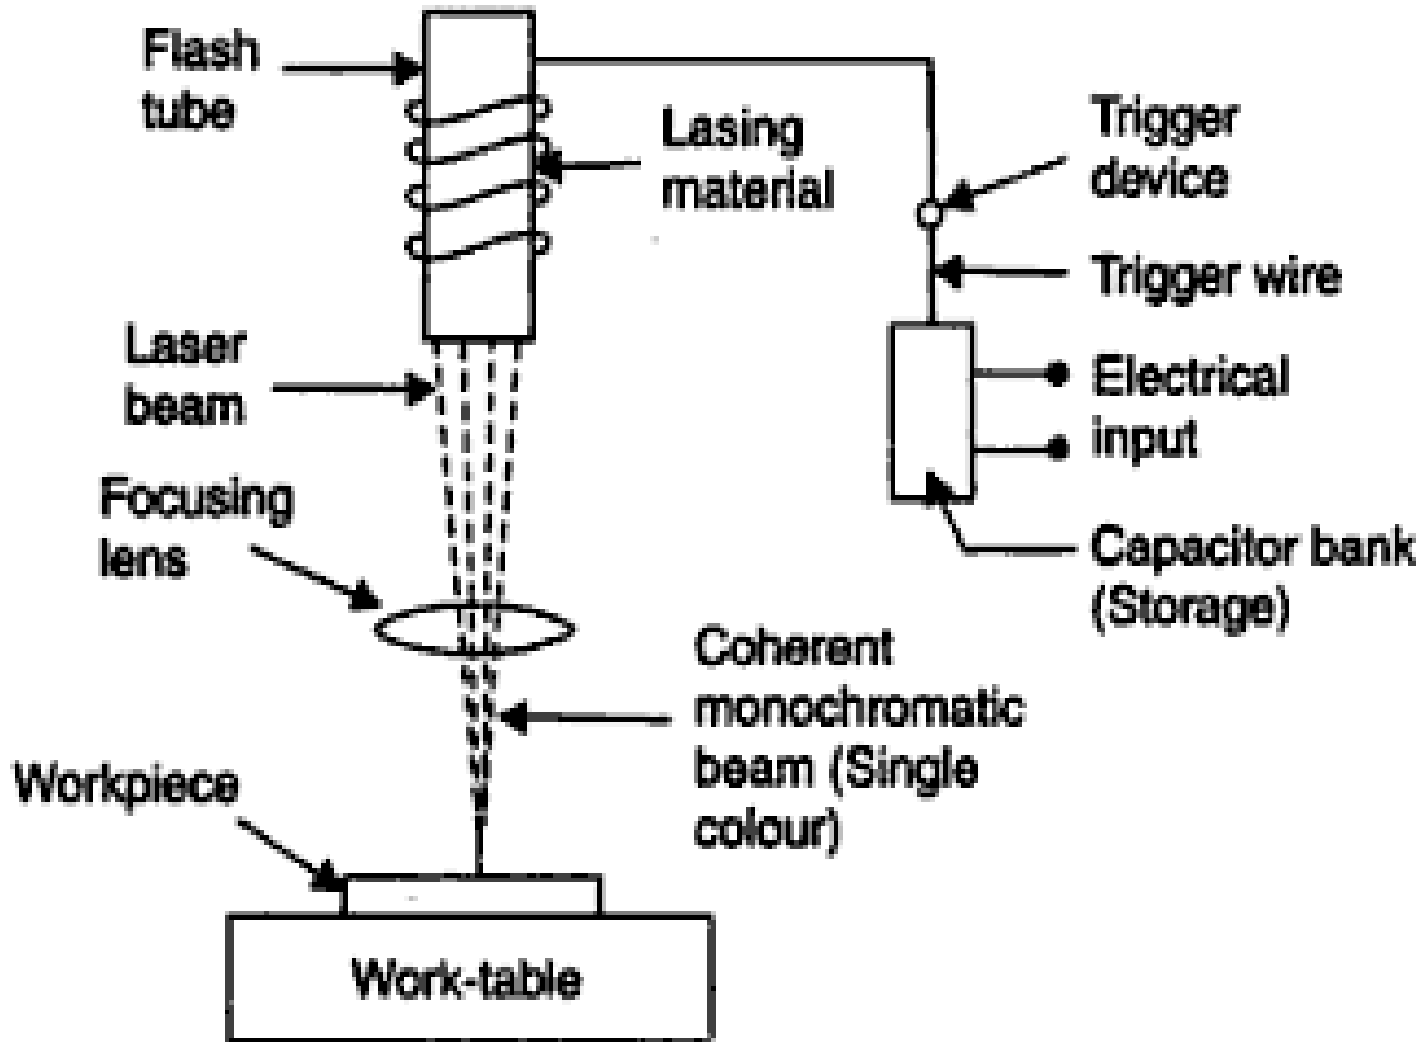 Flash
tube
Lasing
material
Trigger
device
Trigger wire
Laser
beam
Electrical
input
Focusing
lens
Capacitor bank
(Storage)
Coherent
monochromatic
beam (Single
colour)
Workpiece
Work-table